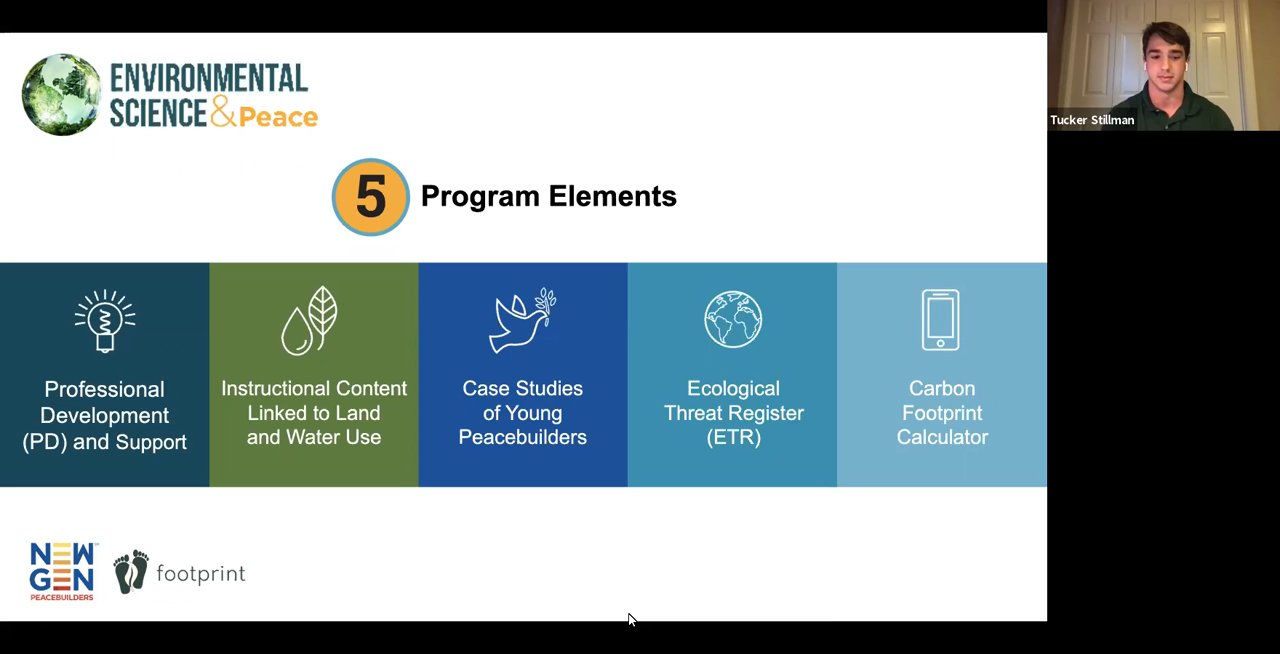 ENVIRONMENTAL
SCIENCE&Peace
Tucker Stillman
5 Program Elements
Professional
Development
(PD) and Support
Instructional Content
Linked to Land
and Water Use
Case Studies
of Young
Peacebuilders
Ecological
Threat Register
(ETR)
Carbon
Footprint
Calculator
NEW
GEN
PEACEBUILDERS
footprint